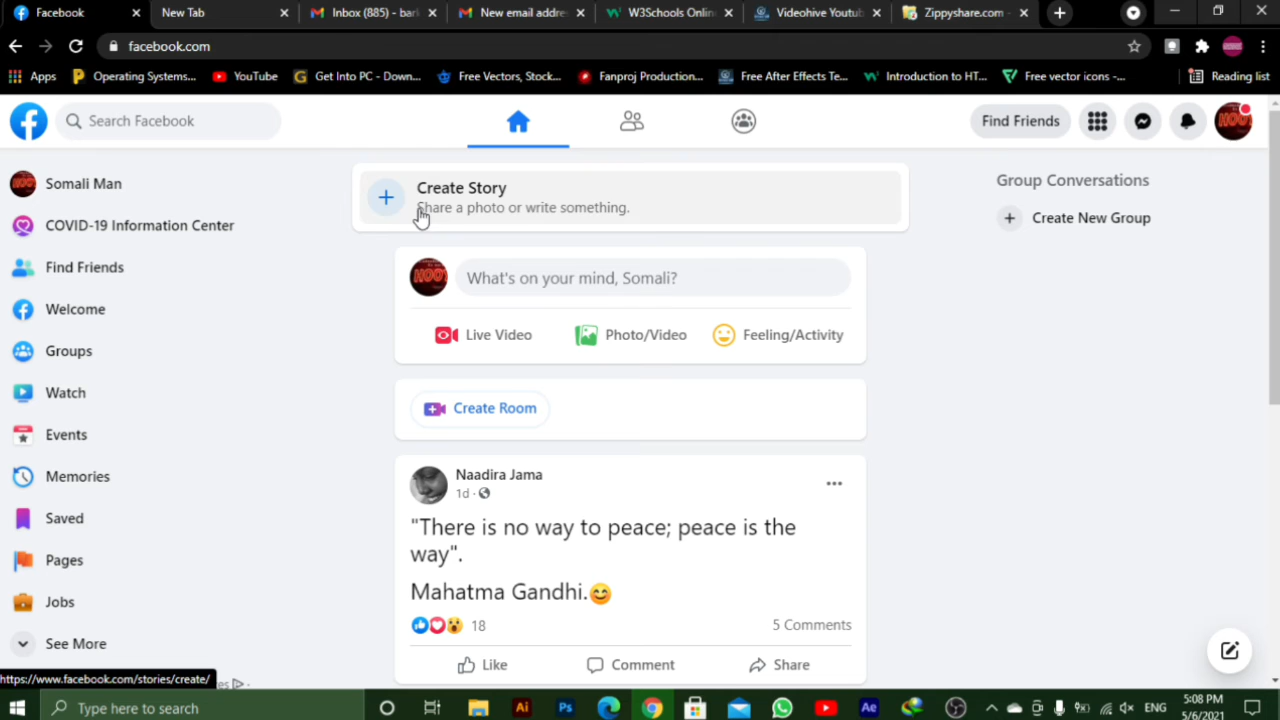 Facebook
New Tab
Inbox (885) - bark
New email addre
W3Schools Onlin
Videohive Youtub
Zippyshare.com -
facebook.com
Apps
Operating Systems...
YouTube
Get Into PC - Down...
Free Vectors, Stock...
Fanproj Production...
Free After Effects Te...
Introduction to HT...
Free vector icons -...
Reading list
Search Facebook
Find Friends
Somali Man
COVID-19 Information Center
Find Friends
Welcome
Groups
Watch
Events
Memories
Saved
Pages
Jobs
See More
Create Story
Share a photo or write something.
What's on your mind, Somali?
Live Video
Photo/Video
Feeling/Activity
Create Room
Naadira Jama
1d ·
"There is no way to peace; peace is the
way".
Mahatma Gandhi.😊
18
5 Comments
Like
Comment
Share
Group Conversations
Create New Group
https://www.facebook.com/stories/create/
Type here to search
Ai
Ps
Ae
ENG
5:08 PM
5/6/2021